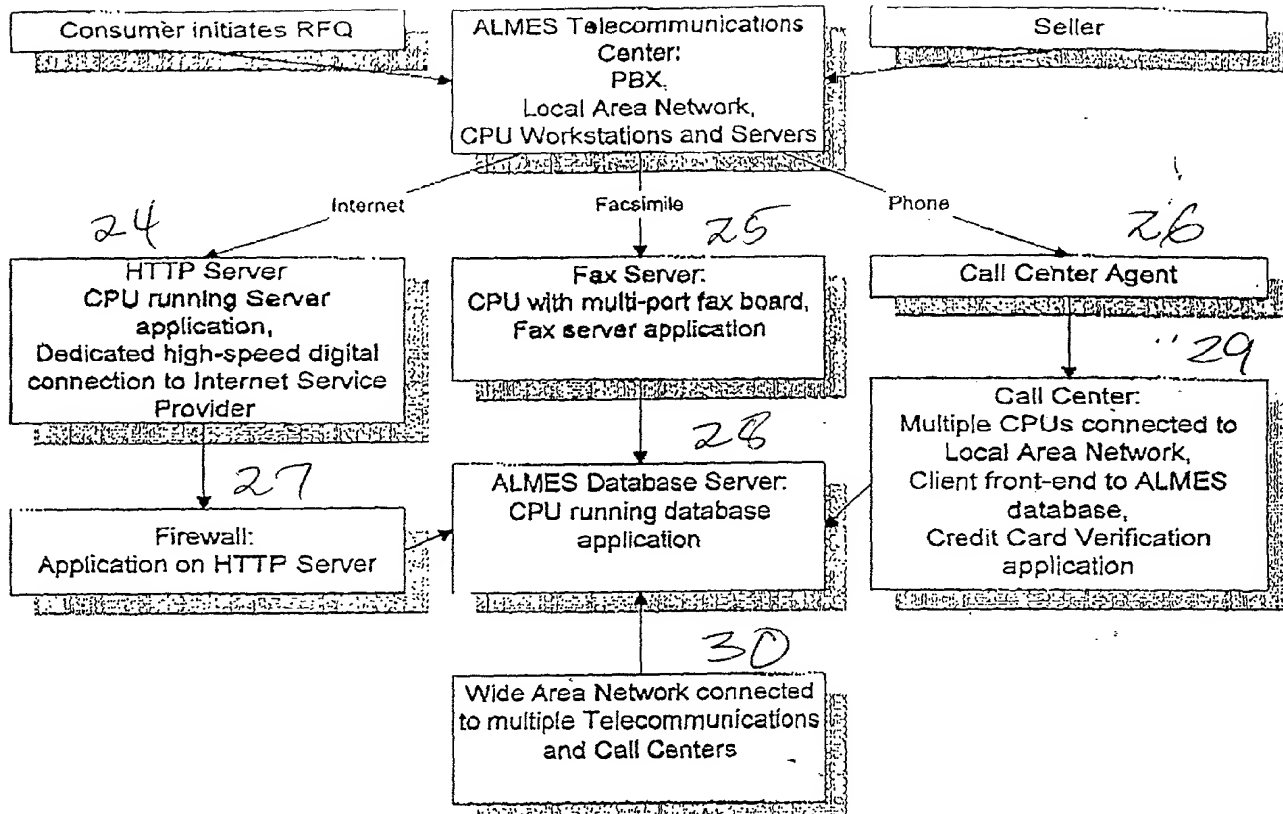 Consumer initiates RFQ
ALMES Telecommunications
Center:
PBX,
Local Area Network,
CPU Workstations and Servers
Seller
Internet
Facsimile
Phone
24
25
26
HTTP Server
CPU running Server
application,
Dedicated high-speed digital
connection to Internet Service
Provider
Fax Server:
CPU with multi-port fax board,
Fax server application
Call Center Agent
29
Call Center:
Multiple CPUs connected to
Local Area Network,
Client front-end to ALMES
database,
Credit Card Verification
application
27
28
Firewall:
Application on HTTP Server
ALMES Database Server:
CPU running database
application
30
Wide Area Network connected
to multiple Telecommunications
and Call Centers